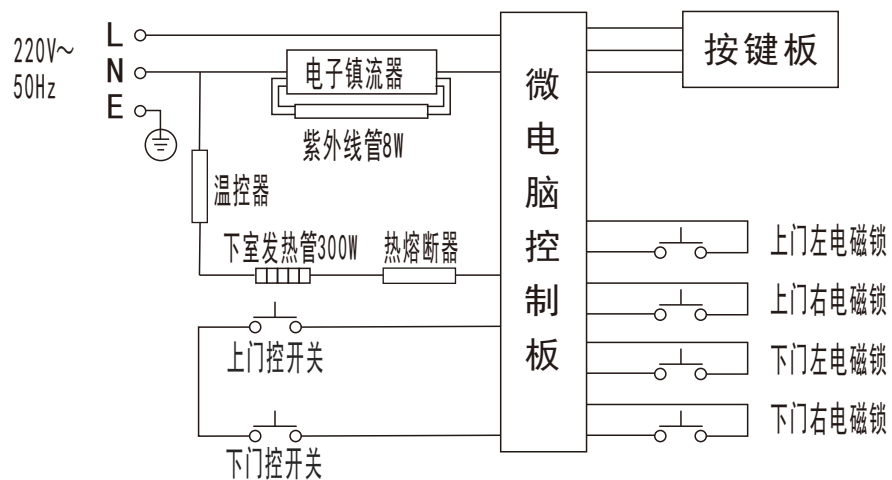 220V～
50Hz
L
N
E
电子镇流器
紫外线管8W
温控器
下室发热管300W
热熔断器
上门控开关
下门控开关
微电脑控制板
按键板
上门左电磁锁
上门右电磁锁
下门左电磁锁
下门右电磁锁